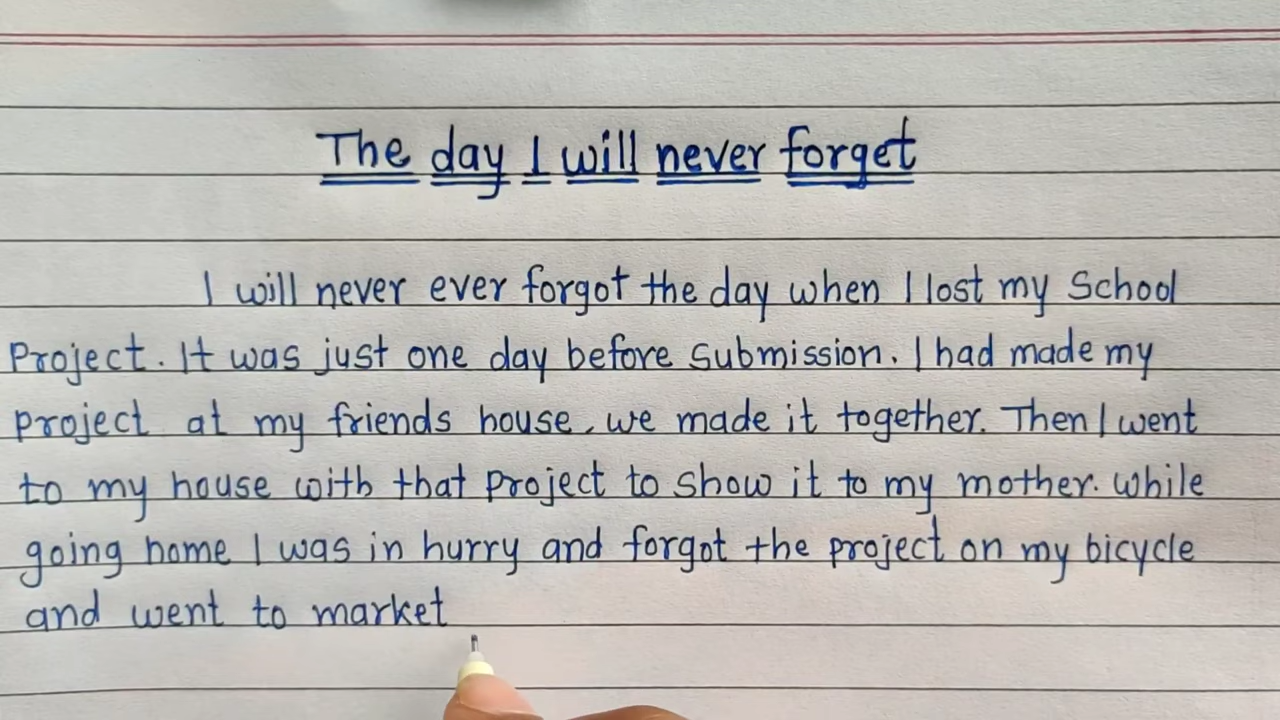 The day I will never forget
I will never ever forgot the day when I lost my School
Project. It was just one day before submission. I had made my
project at my friends house, we made it together. Then I went
to my house with that project to show it to my mother. While
going home I was in hurry and forgot the project on my bicycle
and went to market